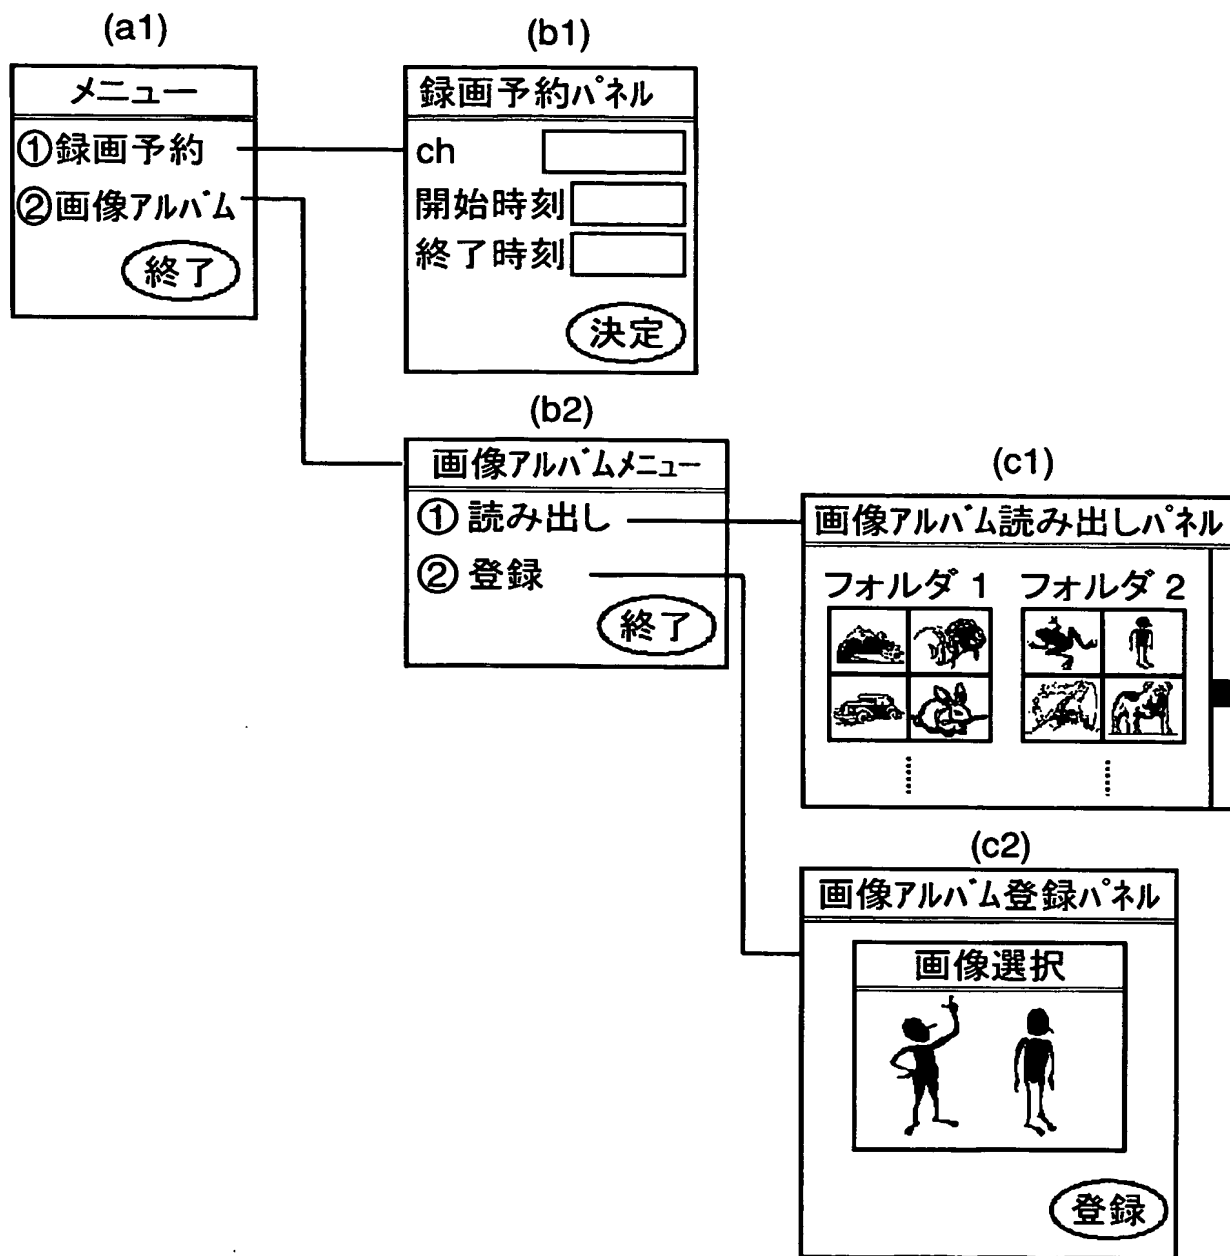 (a1)
メニュー
①録画予約
②画像アルバム
終了
(b1)
録画予約パネル
ch
開始時刻
終了時刻
決定
(b2)
画像アルバムメニュー
① 読み出し
② 登録
終了
(c1)
画像アルバム読み出しパネル
フォルダ 1 フォルダ 2
(c2)
画像アルバム登録パネル
画像選択
登録